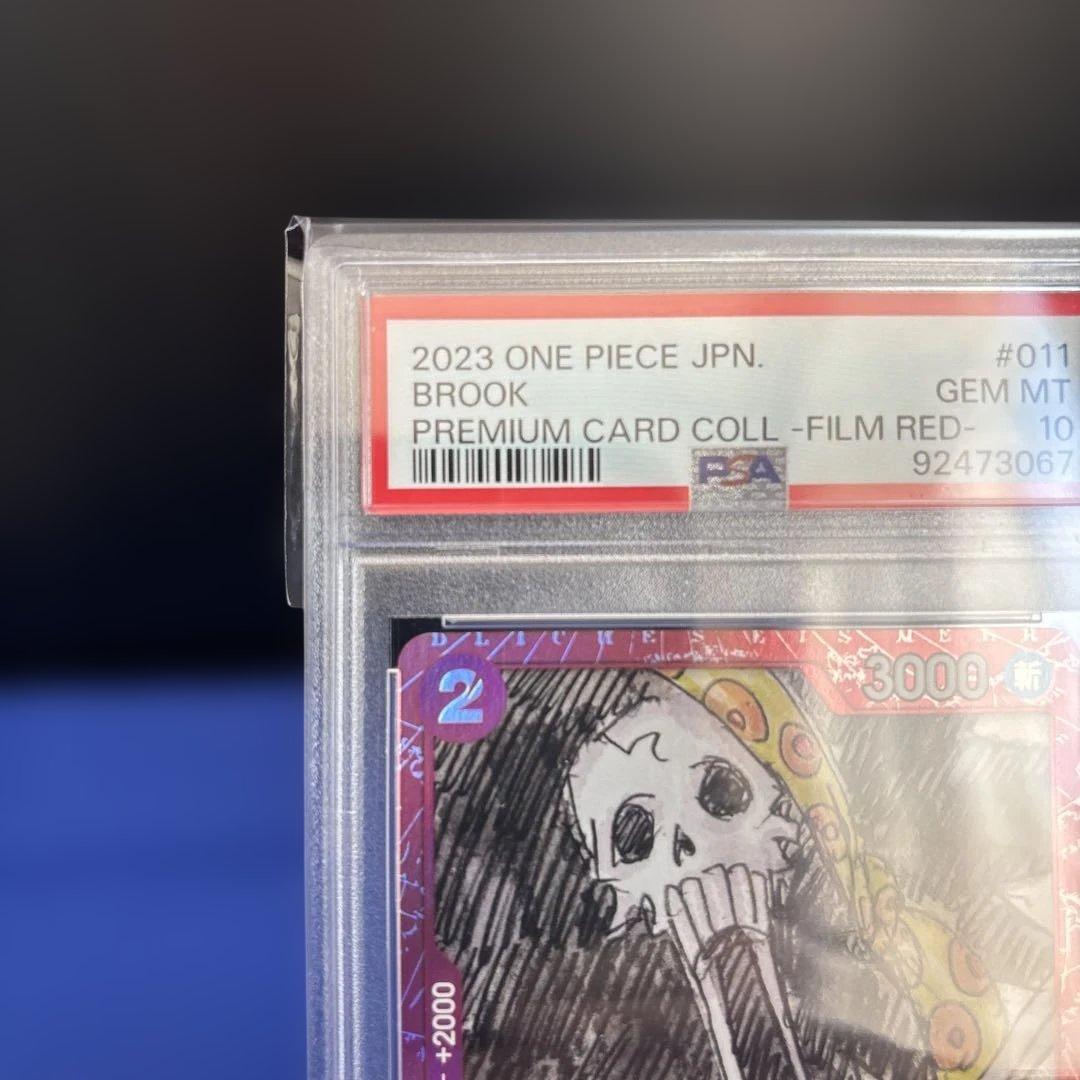 2023 ONE PIECE JPN. #011
BROOK GEM MT
PREMIUM CARD COLL -FILM RED- 10
PSA 92473067
2 3000 斬
+2000